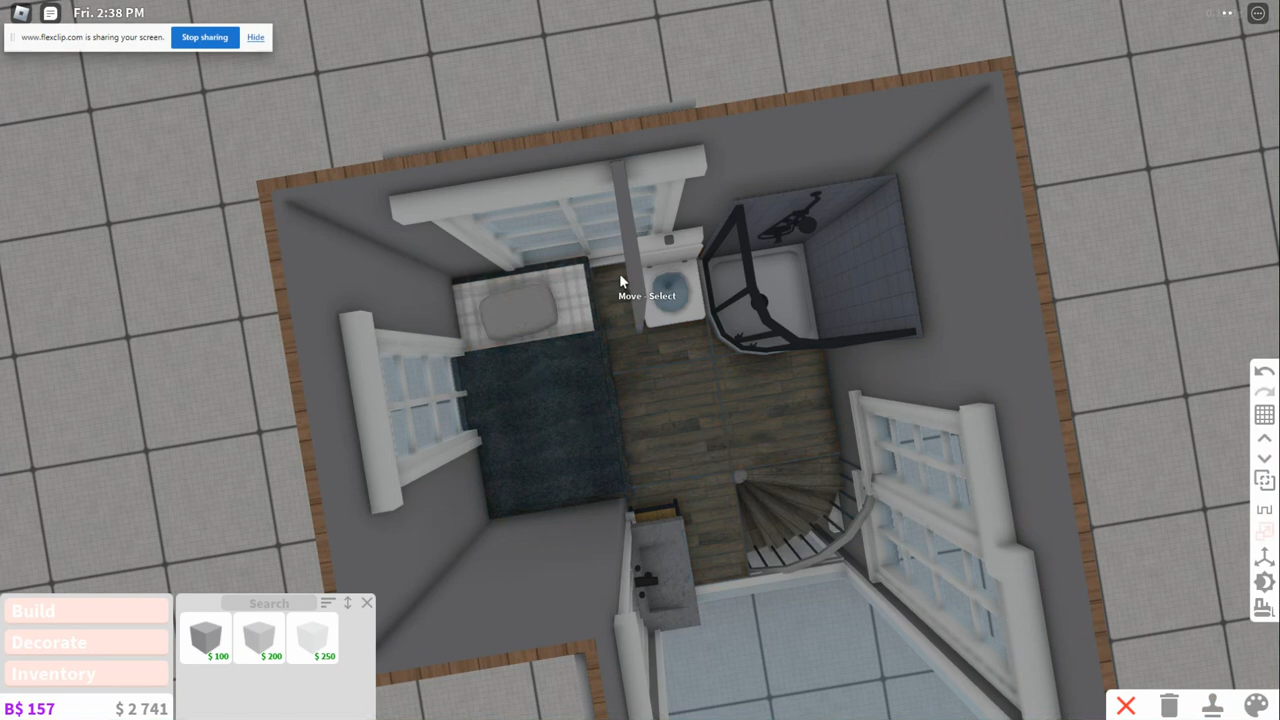 Fri. 2:38 PM
www.flexclip.com is sharing your screen. Stop sharing Hide
Move - Select
Search
$ 100 $ 200 $ 250
Build
Decorate
Inventory
B$ 157 $ 2 741